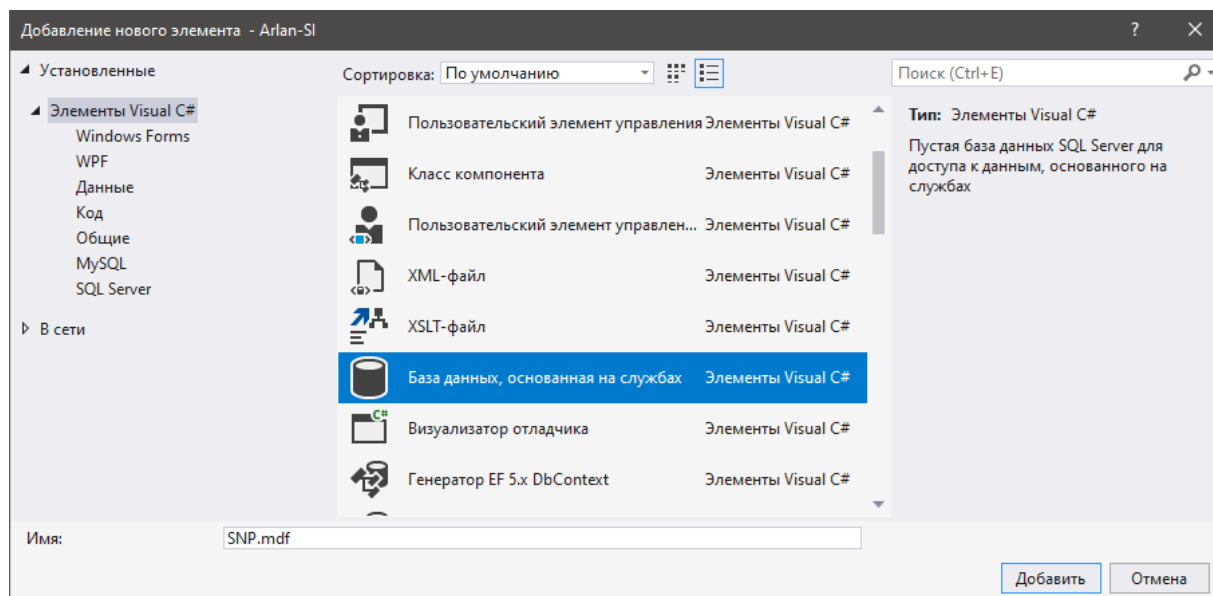 Добавление нового элемента - Arlan-SI
?
Установленные
Элементы Visual C#
Windows Forms
WPF
Данные
Код
Общие
MySQL
SQL Server
В сети
Сортировка: По умолчанию
Пользовательский элемент управления Элементы Visual C#
Класс компонента Элементы Visual C#
Пользовательский элемент управлен... Элементы Visual C#
XML-файл Элементы Visual C#
XSLT-файл Элементы Visual C#
База данных, основанная на службах Элементы Visual C#
C#
Визуализатор отладчика Элементы Visual C#
Генератор EF 5.x DbContext Элементы Visual C#
Поиск (Ctrl+E)
Тип: Элементы Visual C#
Пустая база данных SQL Server для
доступа к данным, основанного на
службах
Имя: SNP.mdf
Добавить Отмена